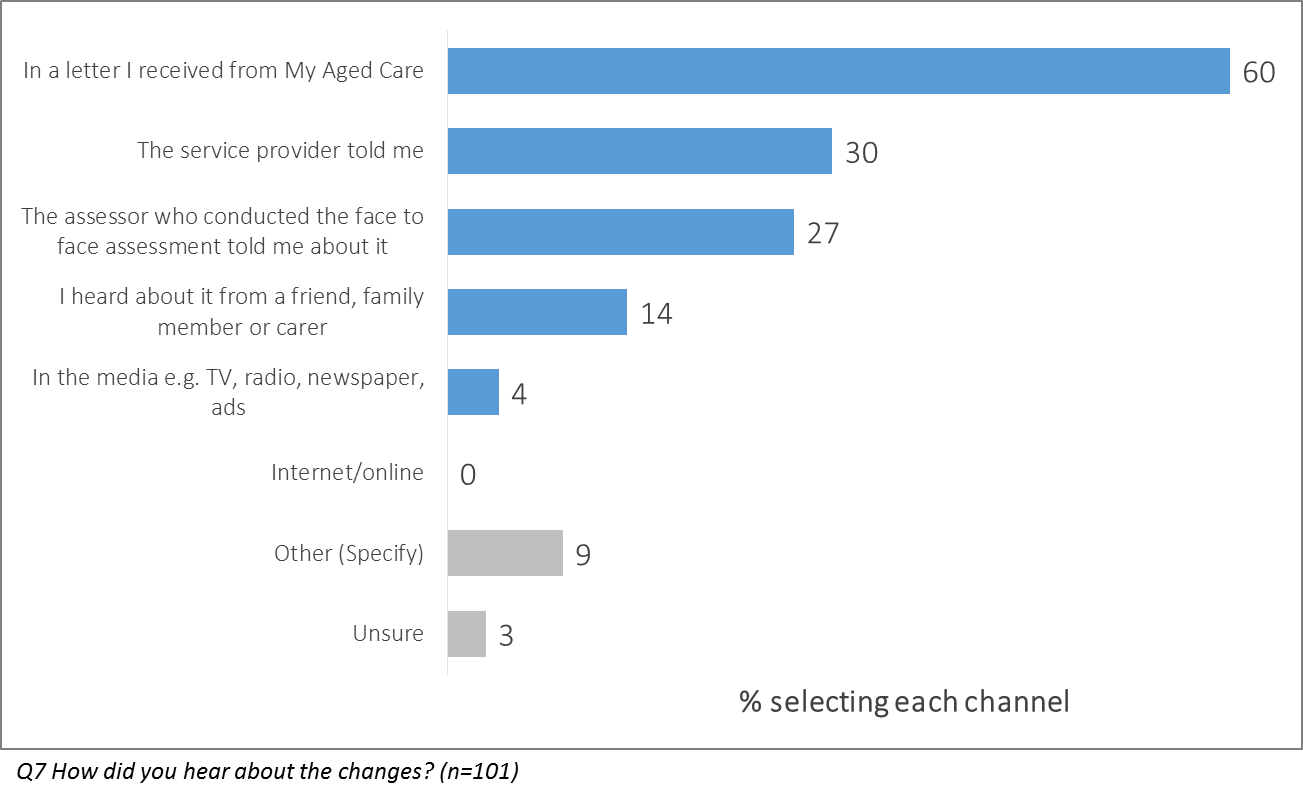 In a letter I received from My Aged Care
60
The service provider told me
30
The assessor who conducted the face to
face assessment told me about it
27
I heard about it from a friend, family
member or carer
14
In the media e.g. TV, radio, newspaper,
ads
4
Internet/online
0
Other (Specify)
9
Unsure
3
% selecting each channel
Q7 How did you hear about the changes? (n=101)